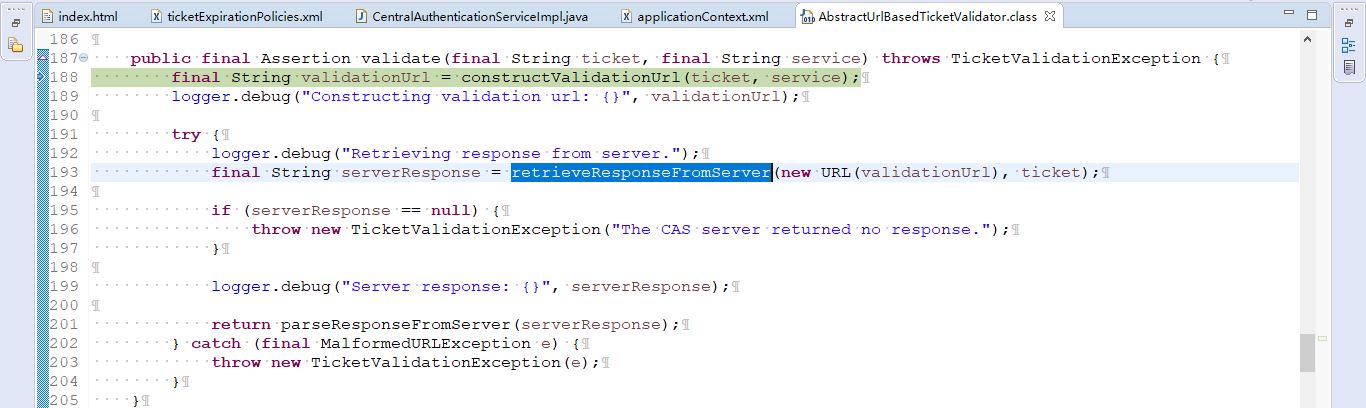 index.html ticketExpirationPolicies.xml CentralAuthenticationServiceImpl.java applicationContext.xml AbstractUrlBasedTicketValidator.class
186 ¶
187 public final Assertion validate(final String ticket, final String service) throws TicketValidationException {¶
188 final String validationUrl = constructValidationUrl(ticket, service);¶
189 logger.debug("Constructing validation url: {}", validationUrl);¶
190 ¶
191 try {¶
192 logger.debug("Retrieving response from server.");¶
193 final String serverResponse = retrieveResponseFromServer(new URL(validationUrl), ticket);¶
194 ¶
195 if (serverResponse == null) {¶
196 throw new TicketValidationException("The CAS server returned no response.");¶
197 }¶
198 ¶
199 logger.debug("Server response: {}", serverResponse);¶
200 ¶
201 return parseResponseFromServer(serverResponse);¶
202 } catch (final MalformedURLException e) {¶
203 throw new TicketValidationException(e);¶
204 }¶
205 }¶